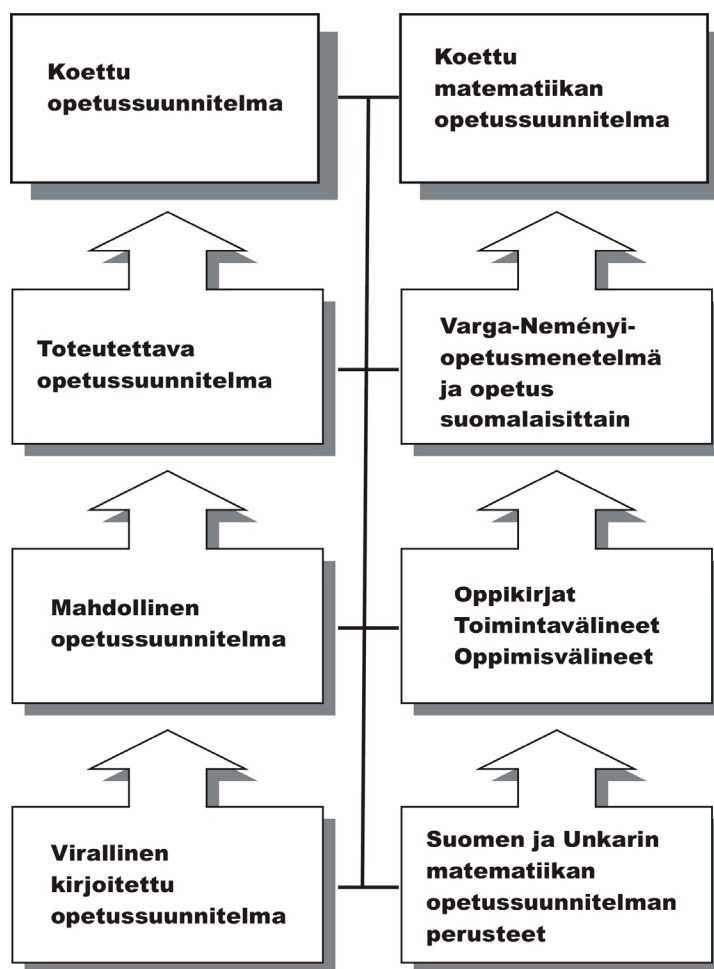 Koettu
opetussuunnitelma
Koettu
matematiikan
opetussuunnitelma
Toteutettava
opetussuunnitelma
Varga-Neményi-
opetusmenetelmä
ja opetus
suomalaisittain
Mahdollinen
opetussuunnitelma
Oppikirjat
Toimintavälineet
Oppimisvälineet
Virallinen
kirjoitettu
opetussuunnitelma
Suomen ja Unkarin
matematiikan
opetussuunnitelman
perusteet